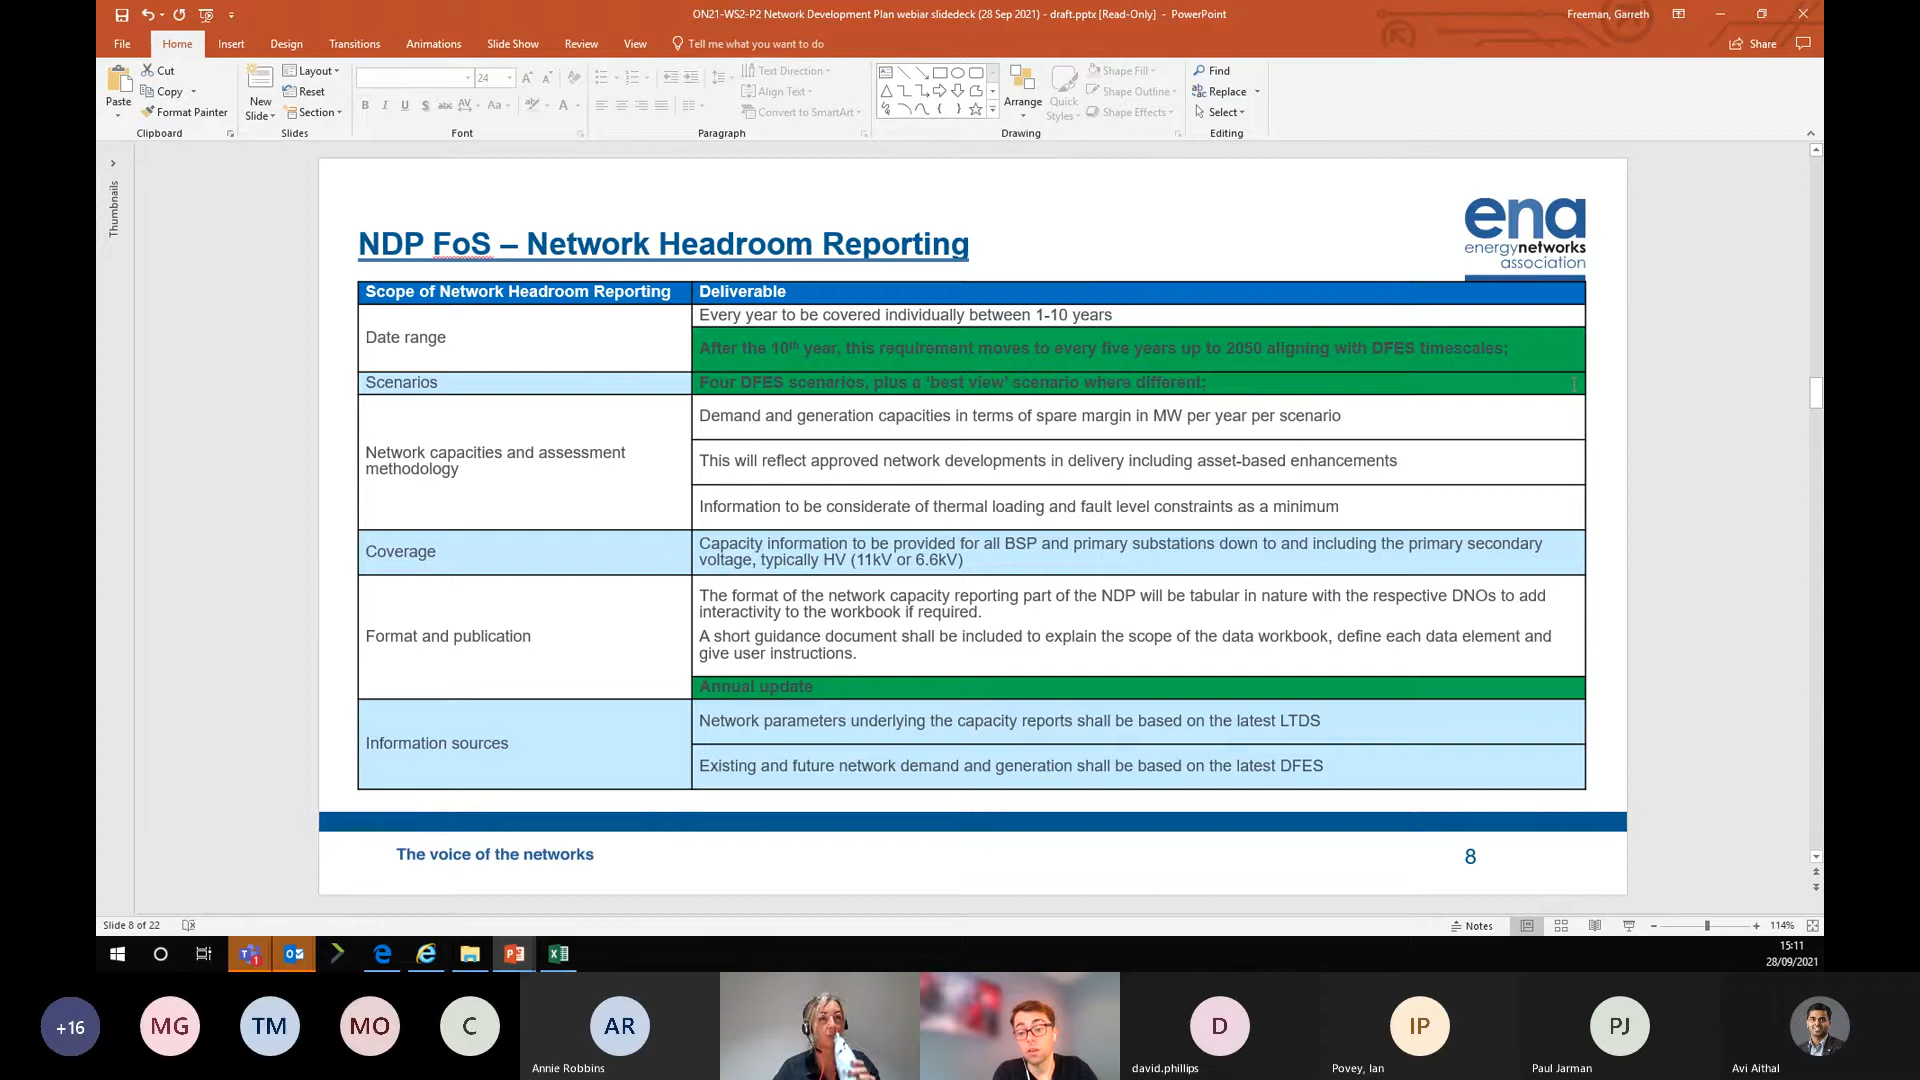 ON21-WS2-P2 Network Development Plan webiar slidedeck (28 Sep 2021) - draft.pptx [Read-Only] - PowerPoint
Freeman, Garreth
File Home Insert Design Transitions Animations Slide Show Review View Tell me what you want to do
Share
Paste
Cut
Copy
Format Painter
Clipboard
New Slide
Layout
Reset
Section
Slides
24
Font
Text Direction
Align Text
Convert to SmartArt
Paragraph
Arrange
Quick Styles
Shape Fill
Shape Outline
Shape Effects
Drawing
Find
Replace
Select
Editing
Thumbnails
NDP FoS – Network Headroom Reporting
ena
energynetworks
association
Scope of Network Headroom Reporting
Deliverable
Date range
Every year to be covered individually between 1-10 years
After the 10th year, this requirement moves to every five years up to 2050 aligning with DFES timescales;
Scenarios
Four DFES scenarios, plus a ‘best view’ scenario where different;
Network capacities and assessment
methodology
Demand and generation capacities in terms of spare margin in MW per year per scenario
This will reflect approved network developments in delivery including asset-based enhancements
Information to be considerate of thermal loading and fault level constraints as a minimum
Coverage
Capacity information to be provided for all BSP and primary substations down to and including the primary secondary
voltage, typically HV (11kV or 6.6kV)
Format and publication
The format of the network capacity reporting part of the NDP will be tabular in nature with the respective DNOs to add
interactivity to the workbook if required.
A short guidance document shall be included to explain the scope of the data workbook, define each data element and
give user instructions.
Annual update
Information sources
Network parameters underlying the capacity reports shall be based on the latest LTDS
Existing and future network demand and generation shall be based on the latest DFES
The voice of the networks
8
Slide 8 of 22
Notes
114%
15:11
28/09/2021
+16
MG
TM
MO
C
AR
Annie Robbins
D
david.phillips
IP
Povey, Ian
PJ
Paul Jarman
Avi Aithal